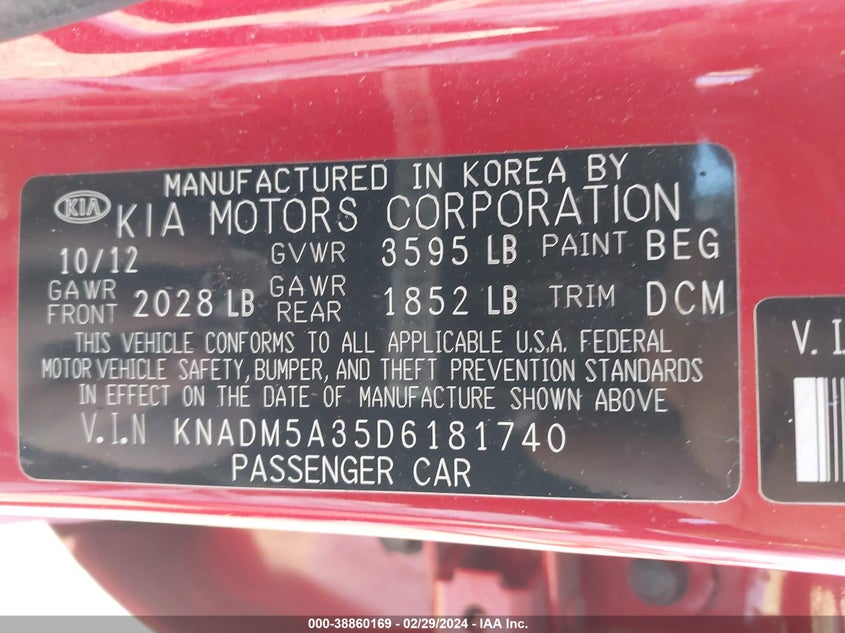 MANUFACTURED IN KOREA BY
KIA KIA MOTORS CORPORATION
10/12 GVWR 3595 LB PAINT BEG
GAWR FRONT 2028 LB GAWR REAR 1852 LB TRIM DCM
THIS VEHICLE CONFORMS TO ALL APPLICABLE U.S.A. FEDERAL
MOTOR VEHICLE SAFETY, BUMPER, AND THEFT PREVENTION STANDARDS
IN EFFECT ON THE DATE OF MANUFACTURE SHOWN ABOVE
V.I.N KNADM5A35D6181740
PASSENGER CAR
V. I
000-38860169 - 02/29/2024 - IAA Inc.